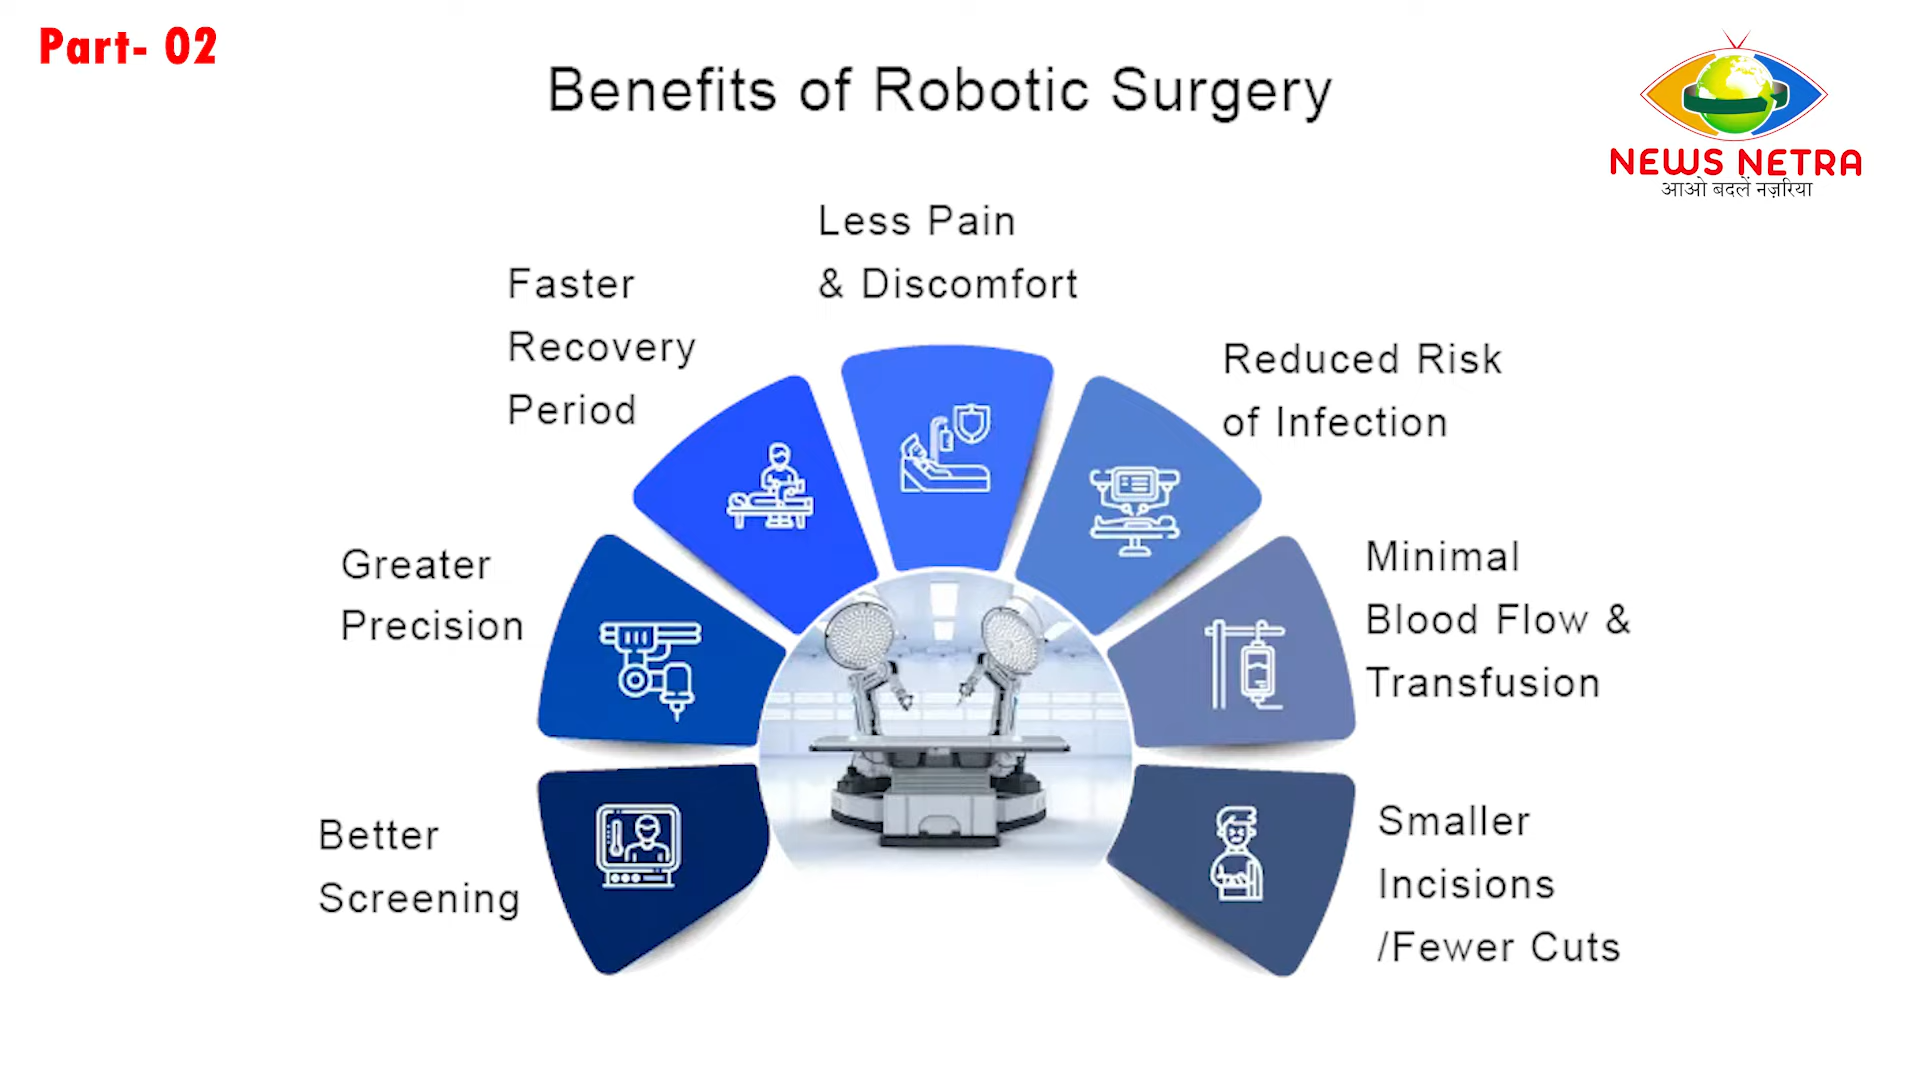 Part- 02
Benefits of Robotic Surgery
NEWS NETRA
आओ बदलें नज़रिया
Less Pain
& Discomfort
Faster
Recovery
Period
Reduced Risk
of Infection
Greater
Precision
Minimal
Blood Flow &
Transfusion
Better
Screening
Smaller
Incisions
/Fewer Cuts